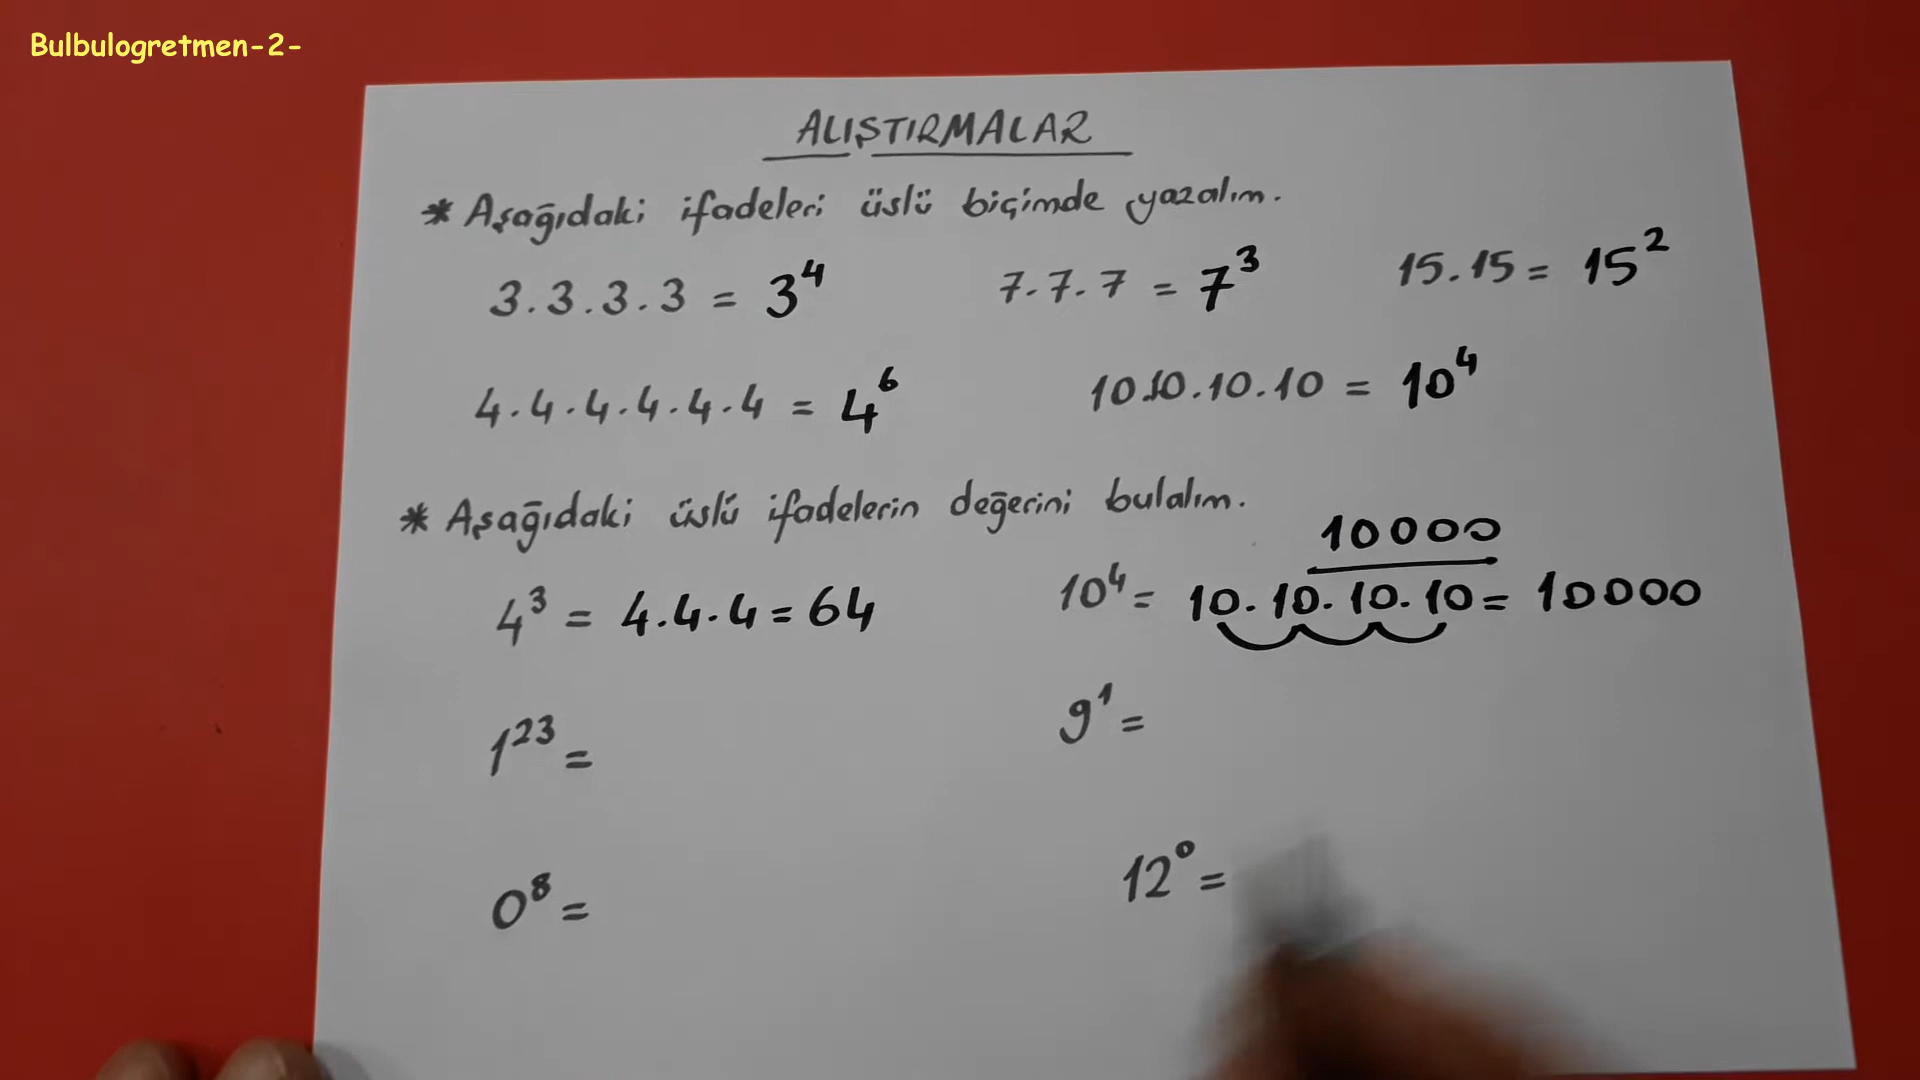 Bulbulogretmen-2-
ALIŞTIRMALAR
* Aşağıdaki ifadeleri üslü biçimde yazalım.
3.3.3.3 = 3⁴ 7.7.7 = 7³ 15.15 = 15²
4.4.4.4.4.4 = 4⁶ 10.10.10.10 = 10⁴
* Aşağıdaki üslü ifadelerin değerini bulalım.
10000
4³ = 4.4.4 = 64 10⁴ = 10.10.10.10 = 10000
1²³ = 9¹ =
0⁸ = 12⁰ =